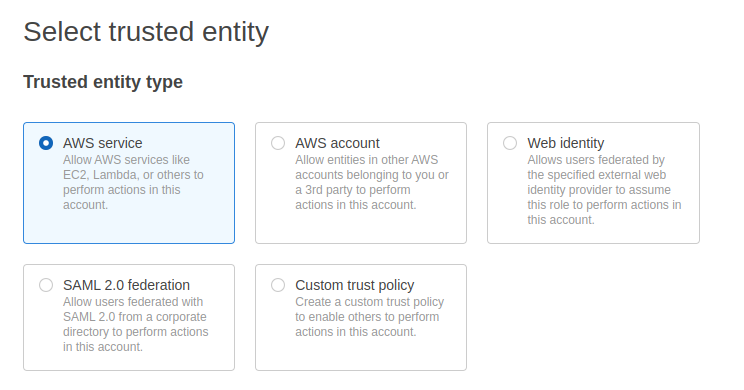 Select trusted entity
Trusted entity type
AWS service
Allow AWS services like
EC2, Lambda, or others to
perform actions in this
account.
AWS account
Allow entities in other AWS
accounts belonging to you or
a 3rd party to perform
actions in this account.
Web identity
Allows users federated by
the specified external web
identity provider to assume
this role to perform actions in
this account.
SAML 2.0 federation
Allow users federated with
SAML 2.0 from a corporate
directory to perform actions
in this account.
Custom trust policy
Create a custom trust policy
to enable others to perform
actions in this account.